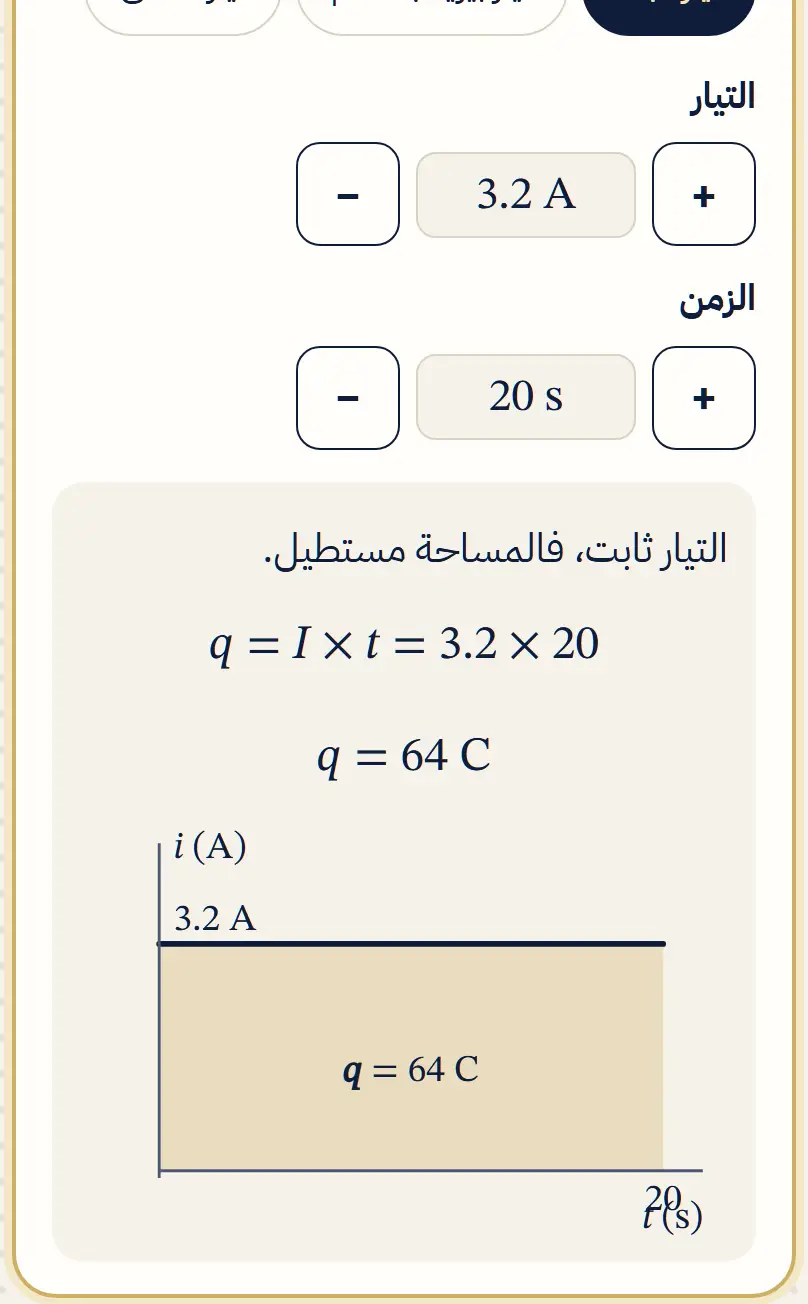 التيار
− 3.2 A +
الزمن
− 20 s +
التيار ثابت، فالمساحة مستطيل.
q = I × t = 3.2 × 20
q = 64 C
i (A)
3.2 A
q = 64 C
20
t (s)